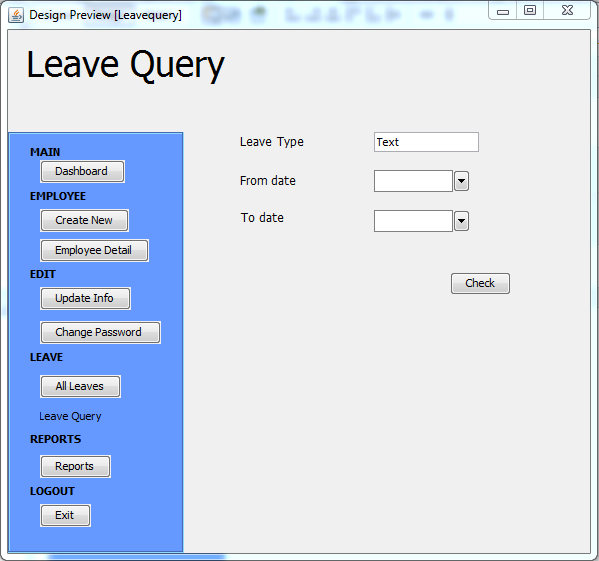 Design Preview [Leavequery]
Leave Query
MAIN
Dashboard
EMPLOYEE
Create New
Employee Detail
EDIT
Update Info
Change Password
LEAVE
All Leaves
Leave Query
REPORTS
Reports
LOGOUT
Exit
Leave Type
Text
From date
To date
Check